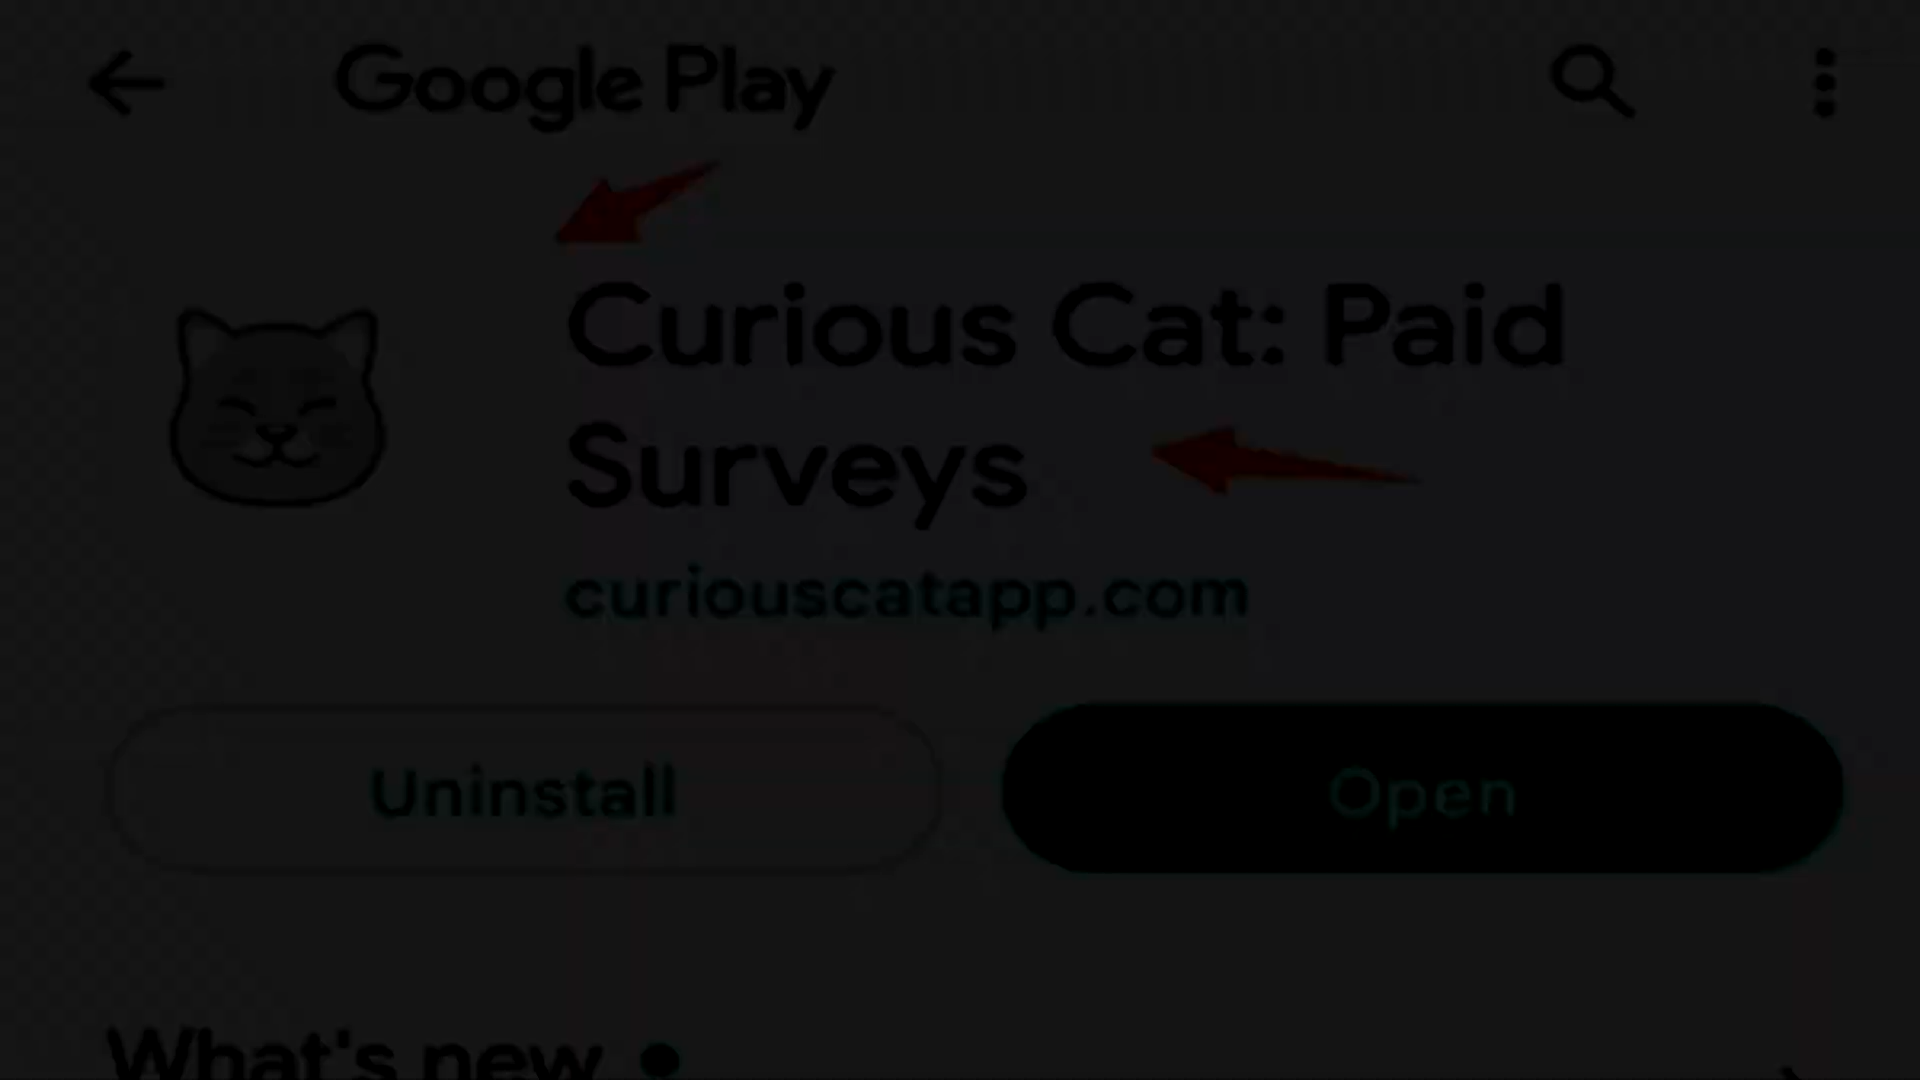 Google Play
Curious Cat: Paid
Surveys
curiouscatapp.com
Uninstall
Open
What's new